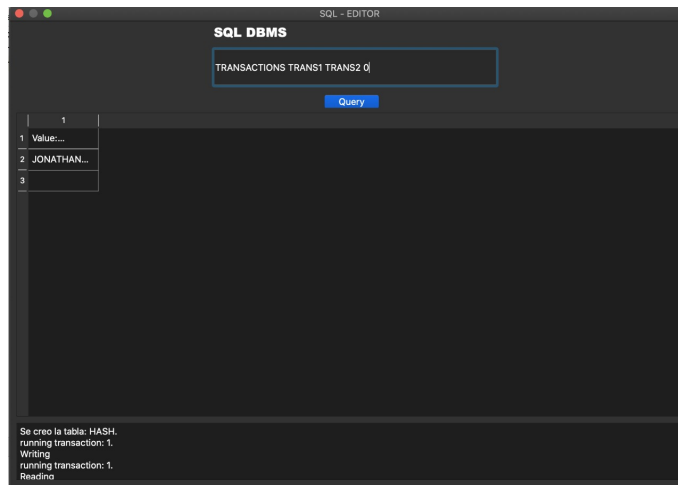 SQL – EDITOR
SQL DBMS
TRANSACTIONS TRANS1 TRANS2 0
Query
1
1 Value:...
2 JONATHAN...
3
Se creo la tabla: HASH.
running transaction: 1.
Writing
running transaction: 1.
Reading